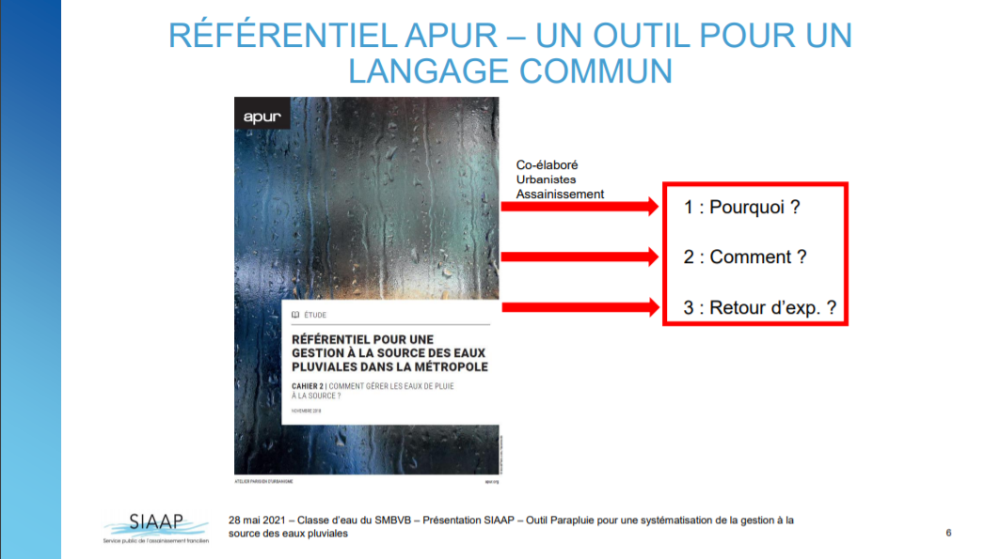 RÉFÉRENTIEL APUR – UN OUTIL POUR UN
LANGAGE COMMUN
apur
Co-élaboré
Urbanistes
Assainissement
1 : Pourquoi ?
2 : Comment ?
3 : Retour d'exp. ?
ÉTUDE
RÉFÉRENTIEL POUR UNE
GESTION À LA SOURCE DES EAUX
PLUVIALES DANS LA MÉTROPOLE
CAHIER 2 | COMMENT GÉRER LES EAUX DE PLUIE
À LA SOURCE ?
NOVEMBRE 2018
ATELIER PARISIEN D'URBANISME
apur.org
SIAAP
Service public de l'assainissement francilien
28 mai 2021 – Classe d'eau du SMBVB – Présentation SIAAP – Outil Parapluie pour une systématisation de la gestion à la
source des eaux pluviales
6